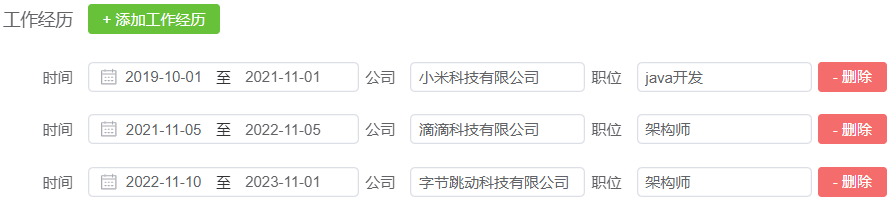 工作经历 + 添加工作经历
时间 2019-10-01 至 2021-11-01 公司 小米科技有限公司 职位 java开发 - 删除
时间 2021-11-05 至 2022-11-05 公司 滴滴科技有限公司 职位 架构师 - 删除
时间 2022-11-10 至 2023-11-01 公司 字节跳动科技有限公司 职位 架构师 - 删除